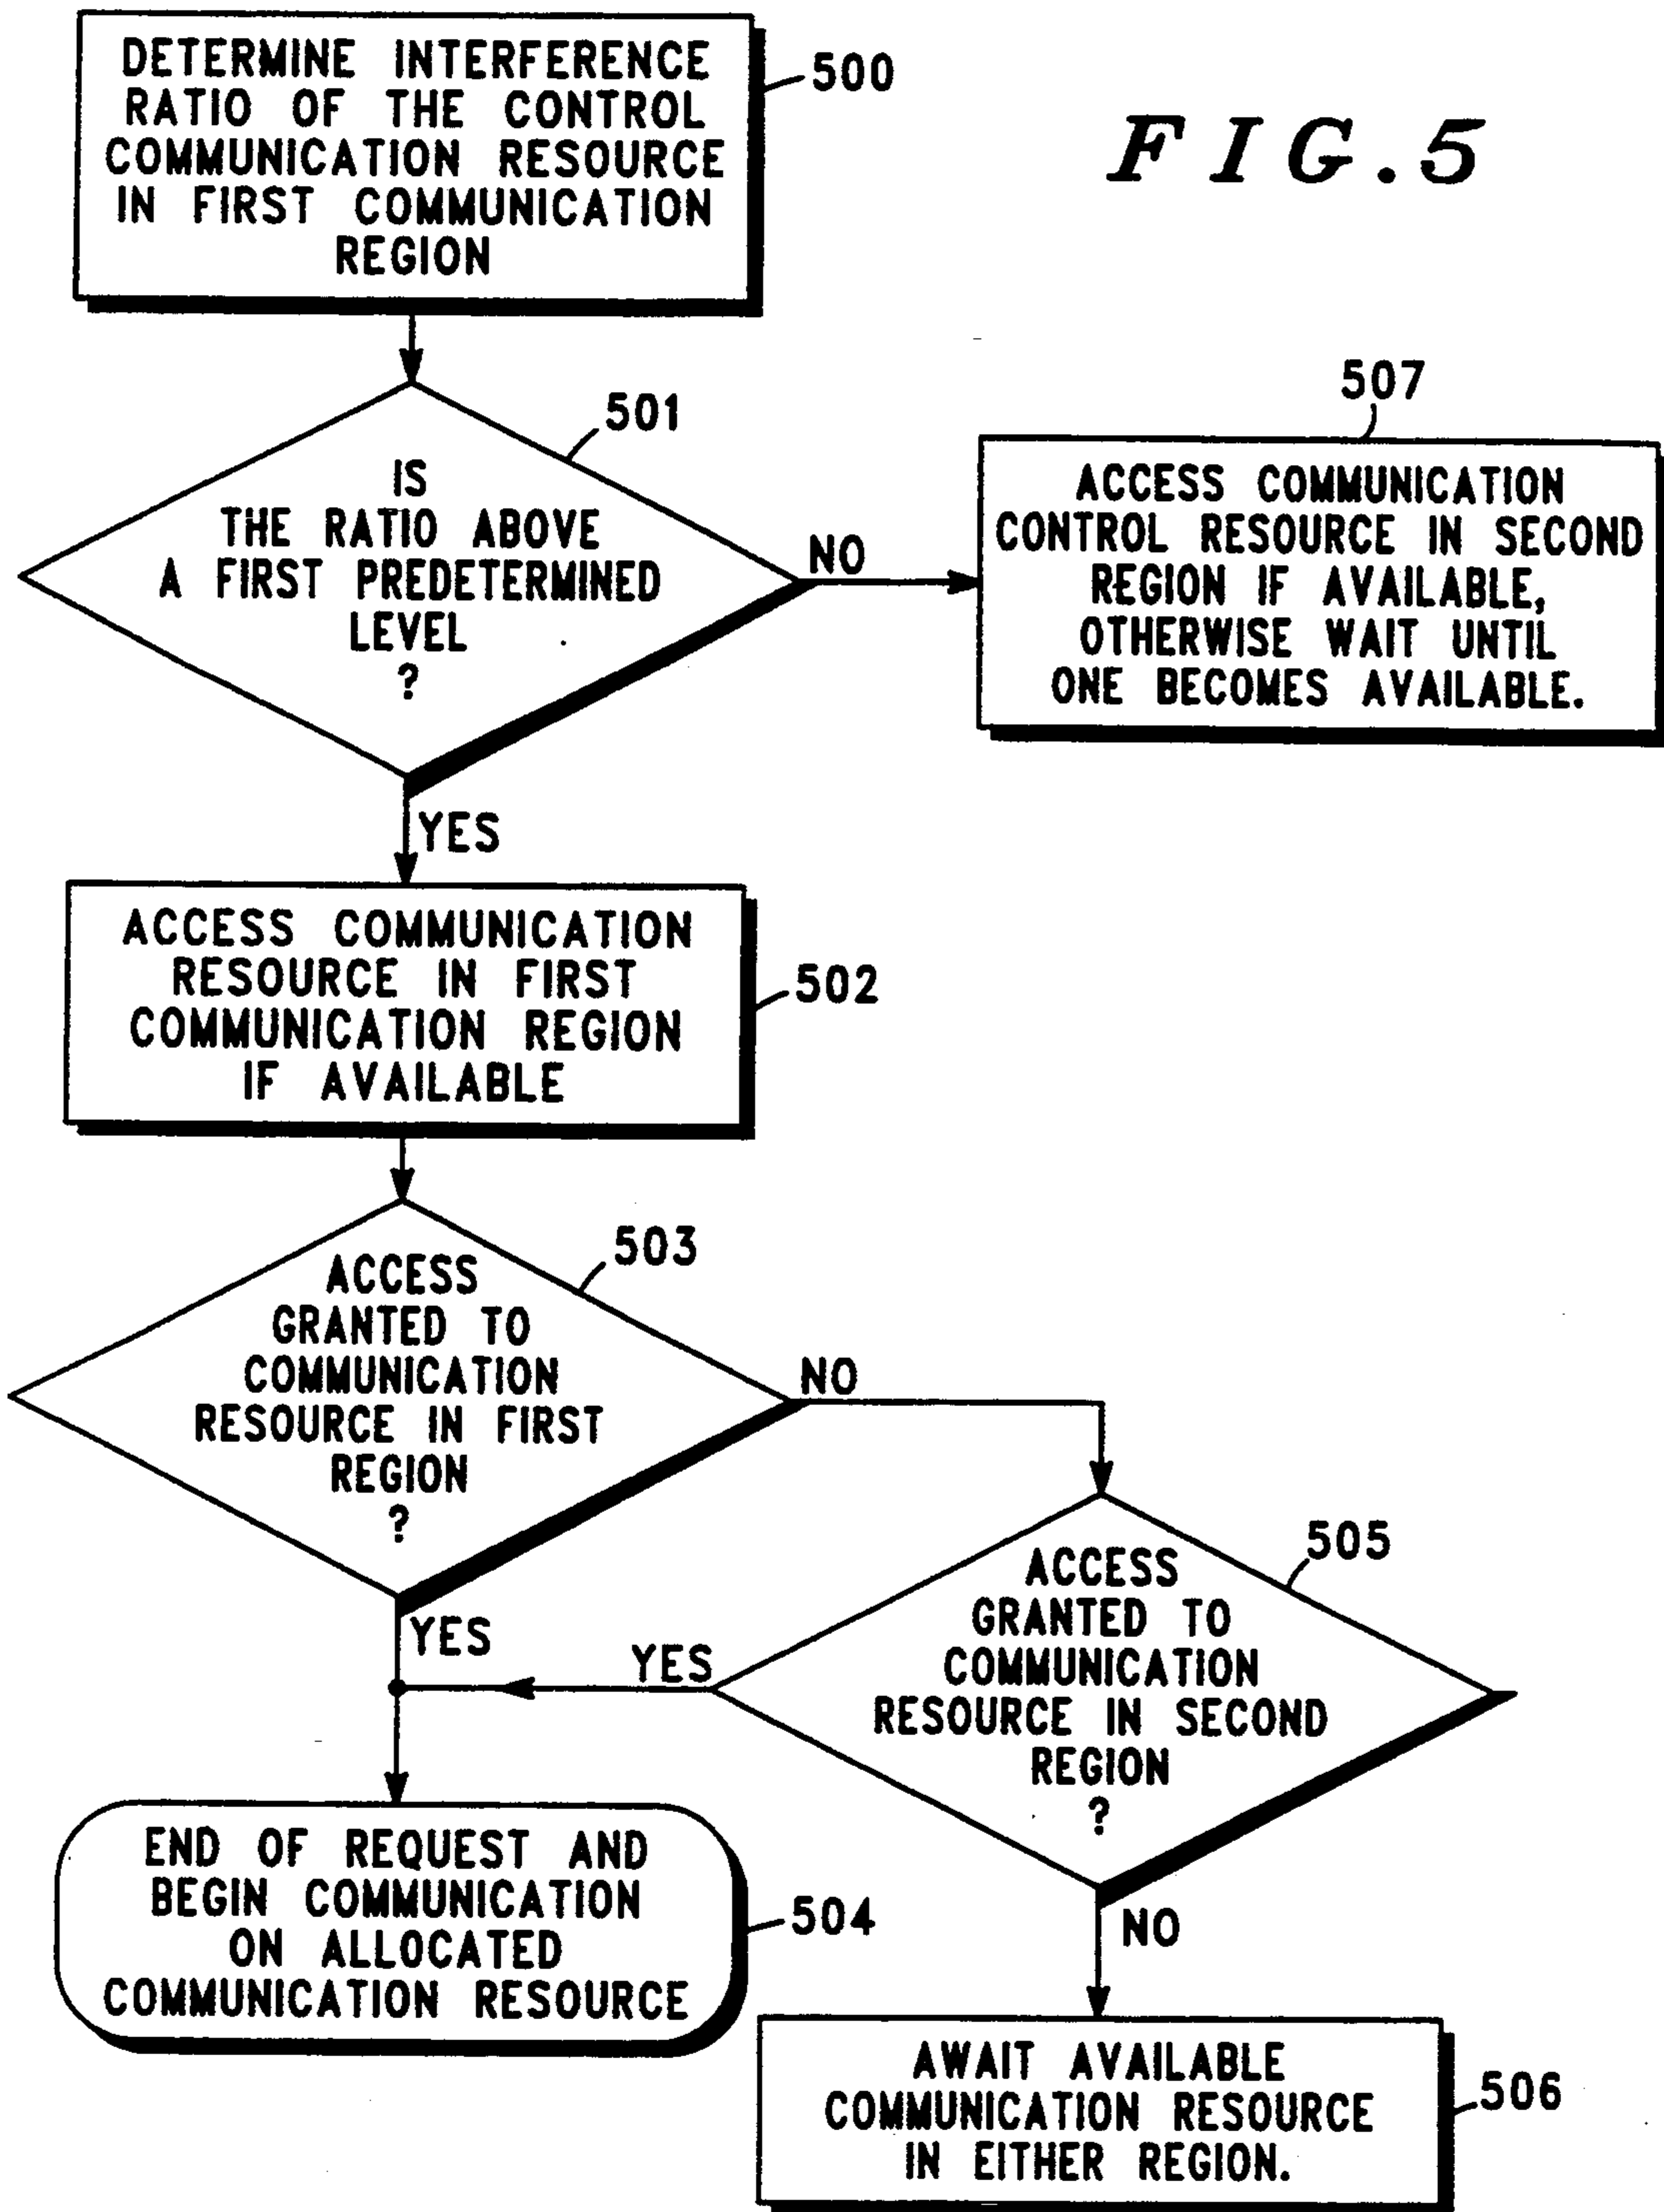 DETERMINE INTERFERENCE
RATIO OF THE CONTROL
COMMUNICATION RESOURCE
IN FIRST COMMUNICATION
REGION
500
FIG.5
501
IS
THE RATIO ABOVE
A FIRST PREDETERMINED
LEVEL
?
NO
507
ACCESS COMMUNICATION
CONTROL RESOURCE IN SECOND
REGION IF AVAILABLE,
OTHERWISE WAIT UNTIL
ONE BECOMES AVAILABLE.
YES
ACCESS COMMUNICATION
RESOURCE IN FIRST
COMMUNICATION REGION
IF AVAILABLE
502
503
ACCESS
GRANTED TO
COMMUNICATION
RESOURCE IN FIRST
REGION
?
NO
YES
505
ACCESS
GRANTED TO
COMMUNICATION
RESOURCE IN SECOND
REGION
?
YES
NO
END OF REQUEST AND
BEGIN COMMUNICATION
ON ALLOCATED
COMMUNICATION RESOURCE
504
AWAIT AVAILABLE
COMMUNICATION RESOURCE
IN EITHER REGION.
506